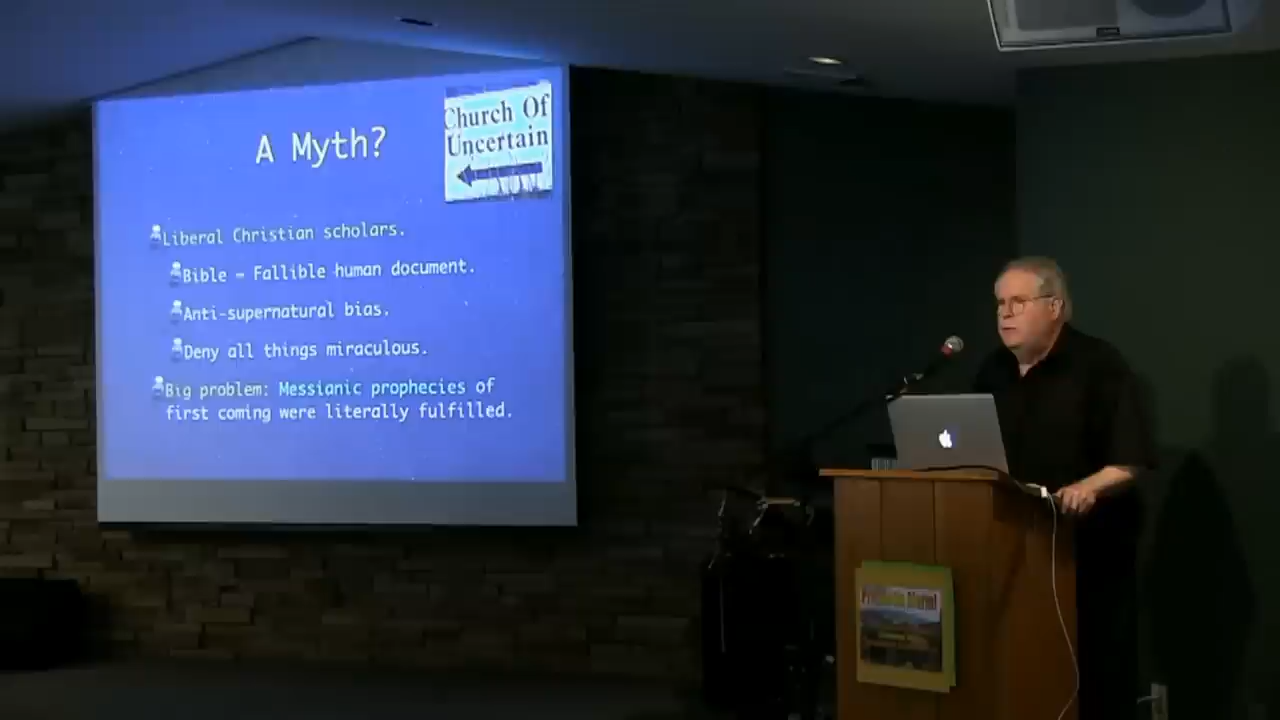 Church Of
Uncertain
A Myth?
Liberal Christian scholars.
Bible – Fallible human document.
Anti-supernatural bias.
Deny all things miraculous.
Big problem: Messianic prophecies of
first coming were literally fulfilled.